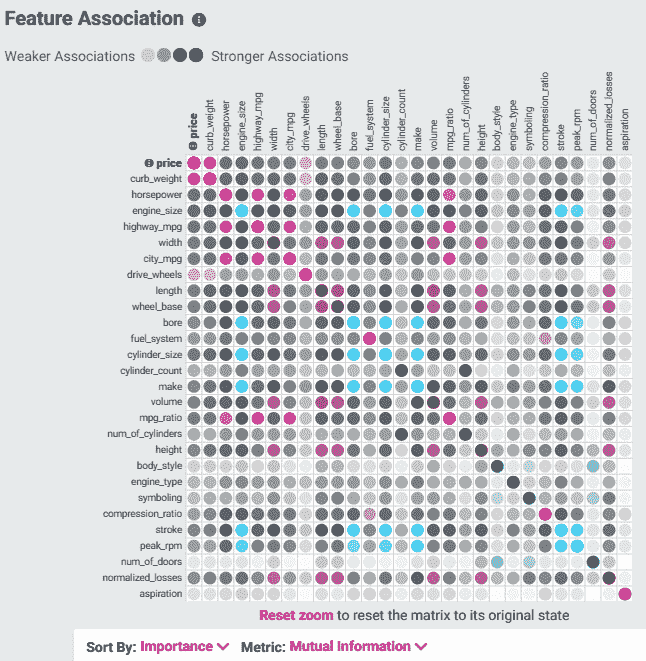 Feature Association
Weaker Associations Stronger Associations
price curb_weight horsepower engine_size highway_mpg width city_mpg drive_wheels length wheel_base bore fuel_system cylinder_size cylinder_count make volume mpg_ratio num_of_cylinders height body_style engine_type symboling compression_ratio stroke peak_rpm num_of_doors normalized_losses aspiration
price
curb_weight
horsepower
engine_size
highway_mpg
width
city_mpg
drive_wheels
length
wheel_base
bore
fuel_system
cylinder_size
cylinder_count
make
volume
mpg_ratio
num_of_cylinders
height
body_style
engine_type
symboling
compression_ratio
stroke
peak_rpm
num_of_doors
normalized_losses
aspiration
Reset zoom to reset the matrix to its original state
Sort By: Importance Metric: Mutual Information